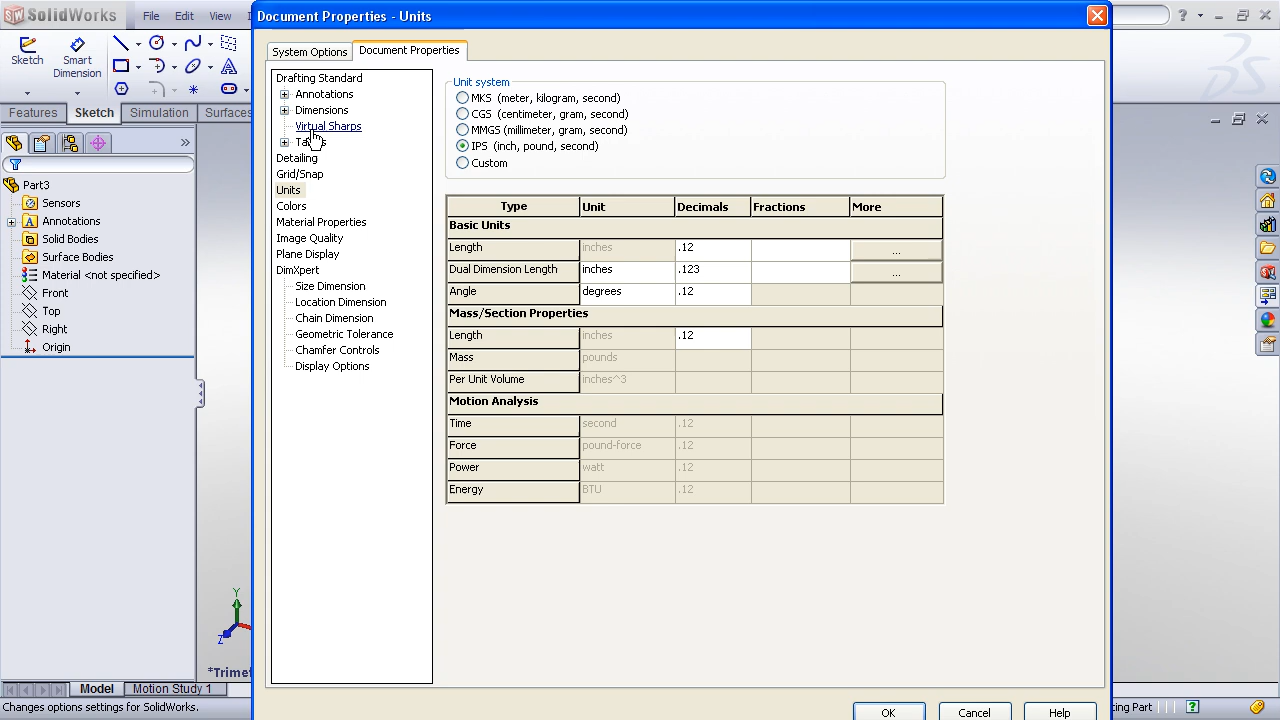 SolidWorks File Edit View
Document Properties - Units
Sketch Smart Dimension
Features Sketch Simulation Surfaces
System Options Document Properties
Part3
Sensors
Annotations
Solid Bodies
Surface Bodies
Material <not specified>
Front
Top
Right
Origin
Drafting Standard
Annotations
Dimensions
Virtual Sharps
Detailing
Grid/Snap
Units
Colors
Material Properties
Image Quality
Plane Display
DimXpert
Size Dimension
Location Dimension
Chain Dimension
Geometric Tolerance
Chamfer Controls
Display Options
Unit system
MKS (meter, kilogram, second)
CGS (centimeter, gram, second)
MMGS (millimeter, gram, second)
IPS (inch, pound, second)
Custom
Type Unit Decimals Fractions More
Basic Units
Length inches .12 ...
Dual Dimension Length inches .123 ...
Angle degrees .12
Mass/Section Properties
Length inches .12
Mass pounds
Per Unit Volume inches^3
Motion Analysis
Time second .12
Force pound-force .12
Power watt .12
Energy BTU .12
Y
Z
*Trimet
Model Motion Study 1
OK Cancel Help
Changes options settings for SolidWorks.
ing Part